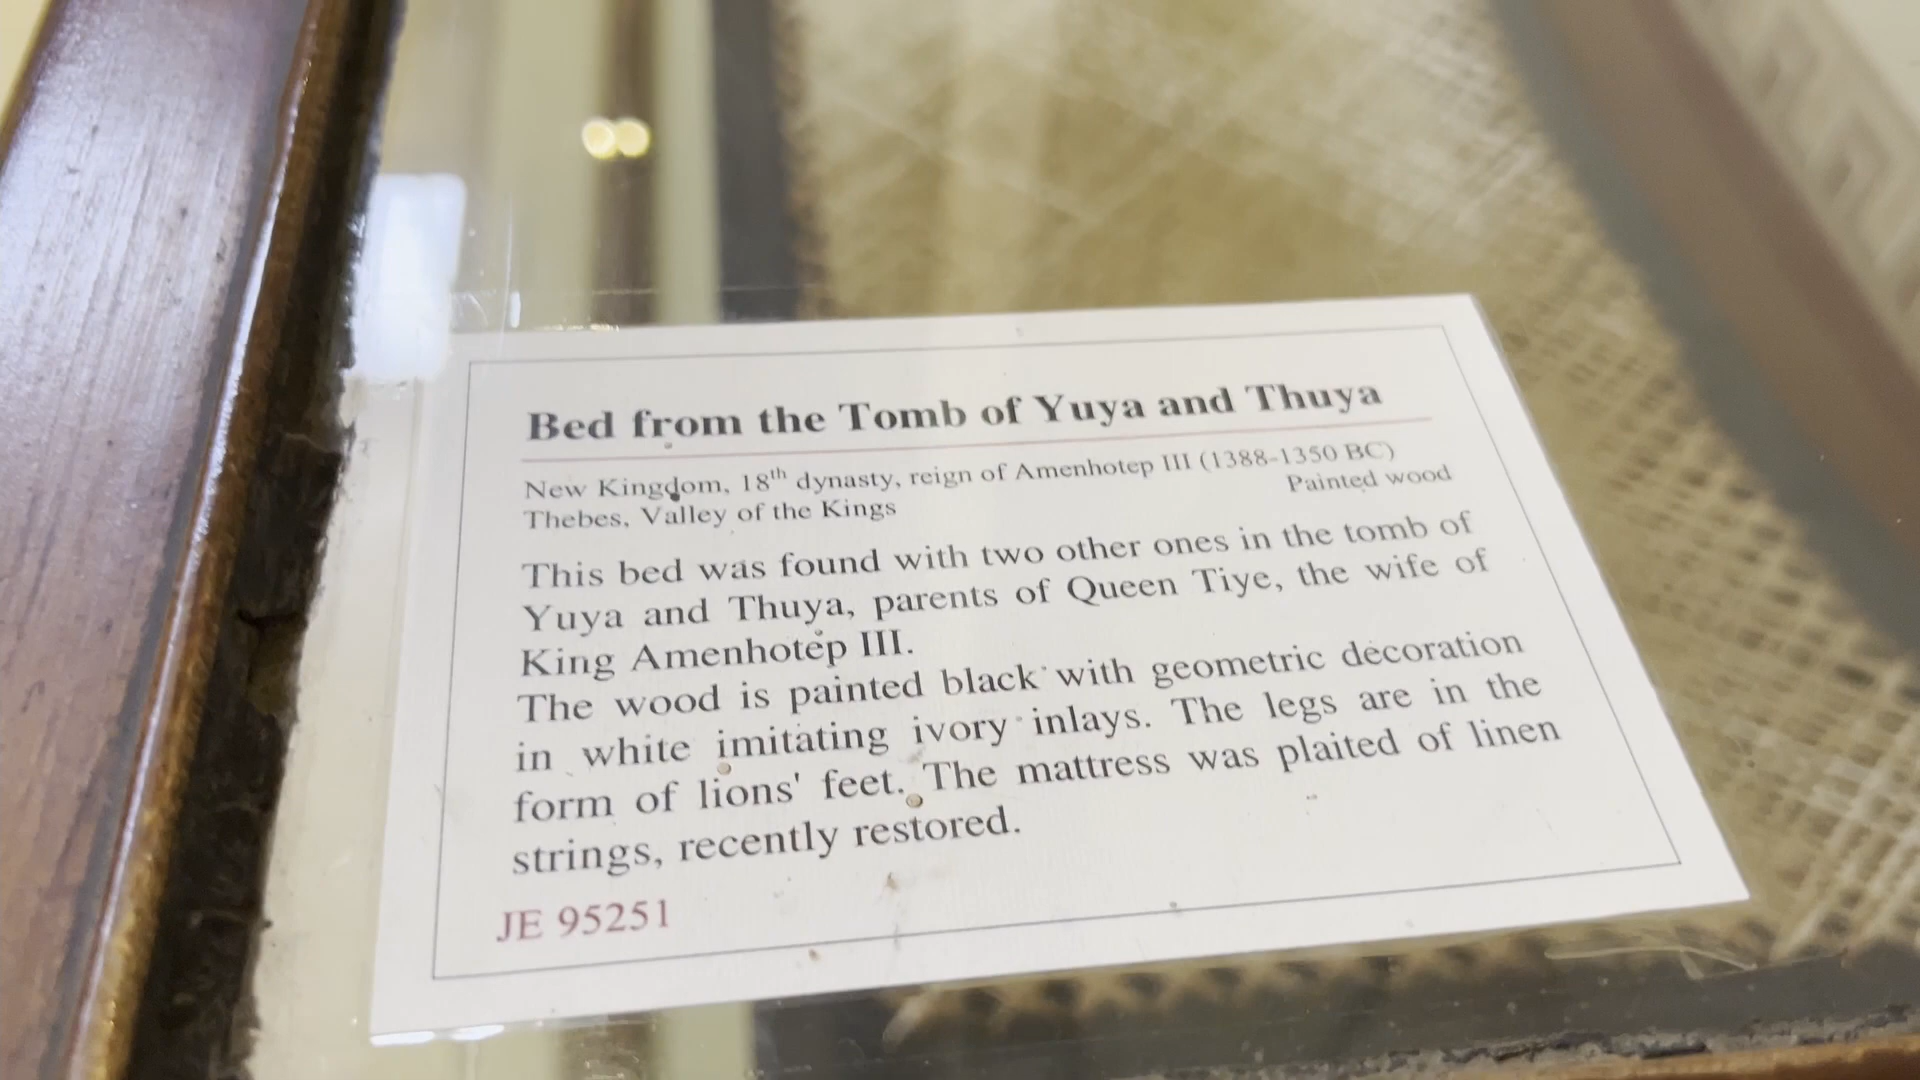 Bed from the Tomb of Yuya and Thuya
New Kingdom, 18th dynasty, reign of Amenhotep III (1388-1350 BC)
Thebes, Valley of the Kings Painted wood
This bed was found with two other ones in the tomb of
Yuya and Thuya, parents of Queen Tiye, the wife of
King Amenhotep III.
The wood is painted black with geometric decoration
in white imitating ivory inlays. The legs are in the
form of lions' feet. The mattress was plaited of linen
strings, recently restored.
JE 95251